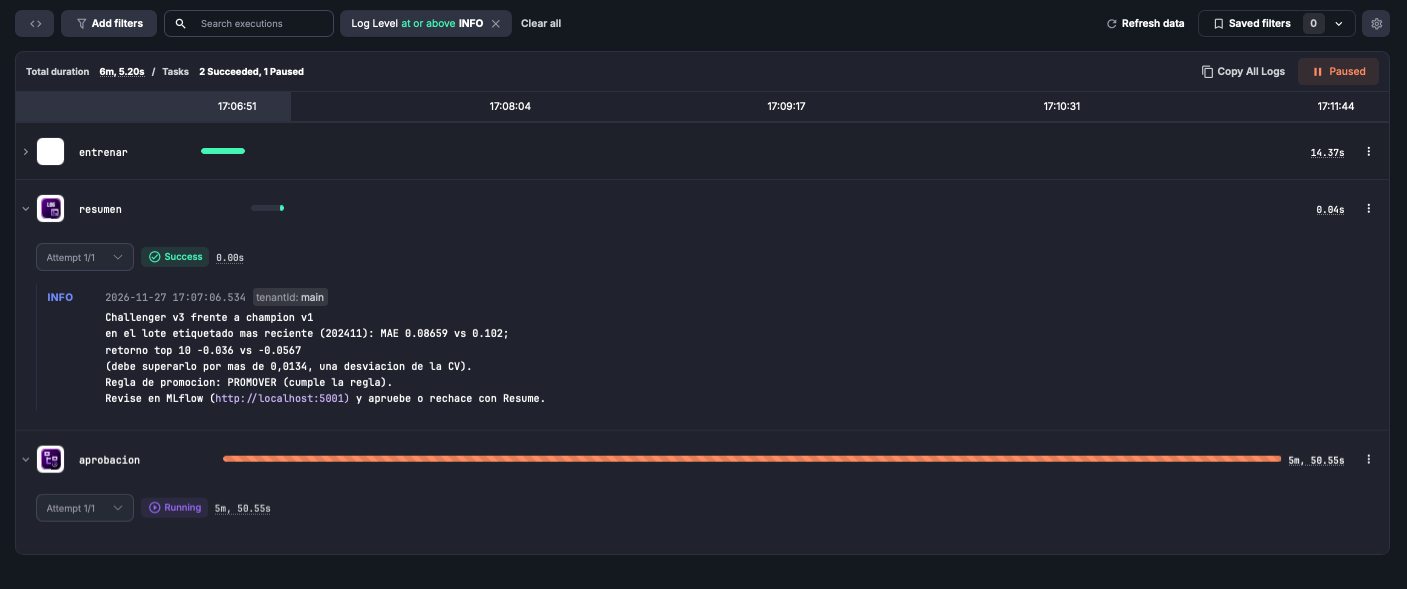 Add filters
Search executions
Log Level at or above INFO
Clear all
Refresh data
Saved filters 0
Total duration 6m, 5.20s / Tasks 2 Succeeded, 1 Paused
Copy All Logs
Paused
17:06:51 17:08:04 17:09:17 17:10:31 17:11:44
entrenar 14.37s
LOG
resumen 0.04s
Attempt 1/1 Success 0.00s
INFO 2026-11-27 17:07:06.534 tenantId: main
Challenger v3 frente a champion v1
en el lote etiquetado mas reciente (202411): MAE 0.08659 vs 0.102;
retorno top 10 -0.036 vs -0.0567
(debe superarlo por mas de 0,0134, una desviacion de la CV).
Regla de promocion: PROMOVER (cumple la regla).
Revise en MLflow (http://localhost:5001) y apruebe o rechace con Resume.
aprobacion 5m, 50.55s
Attempt 1/1 Running 5m, 50.55s